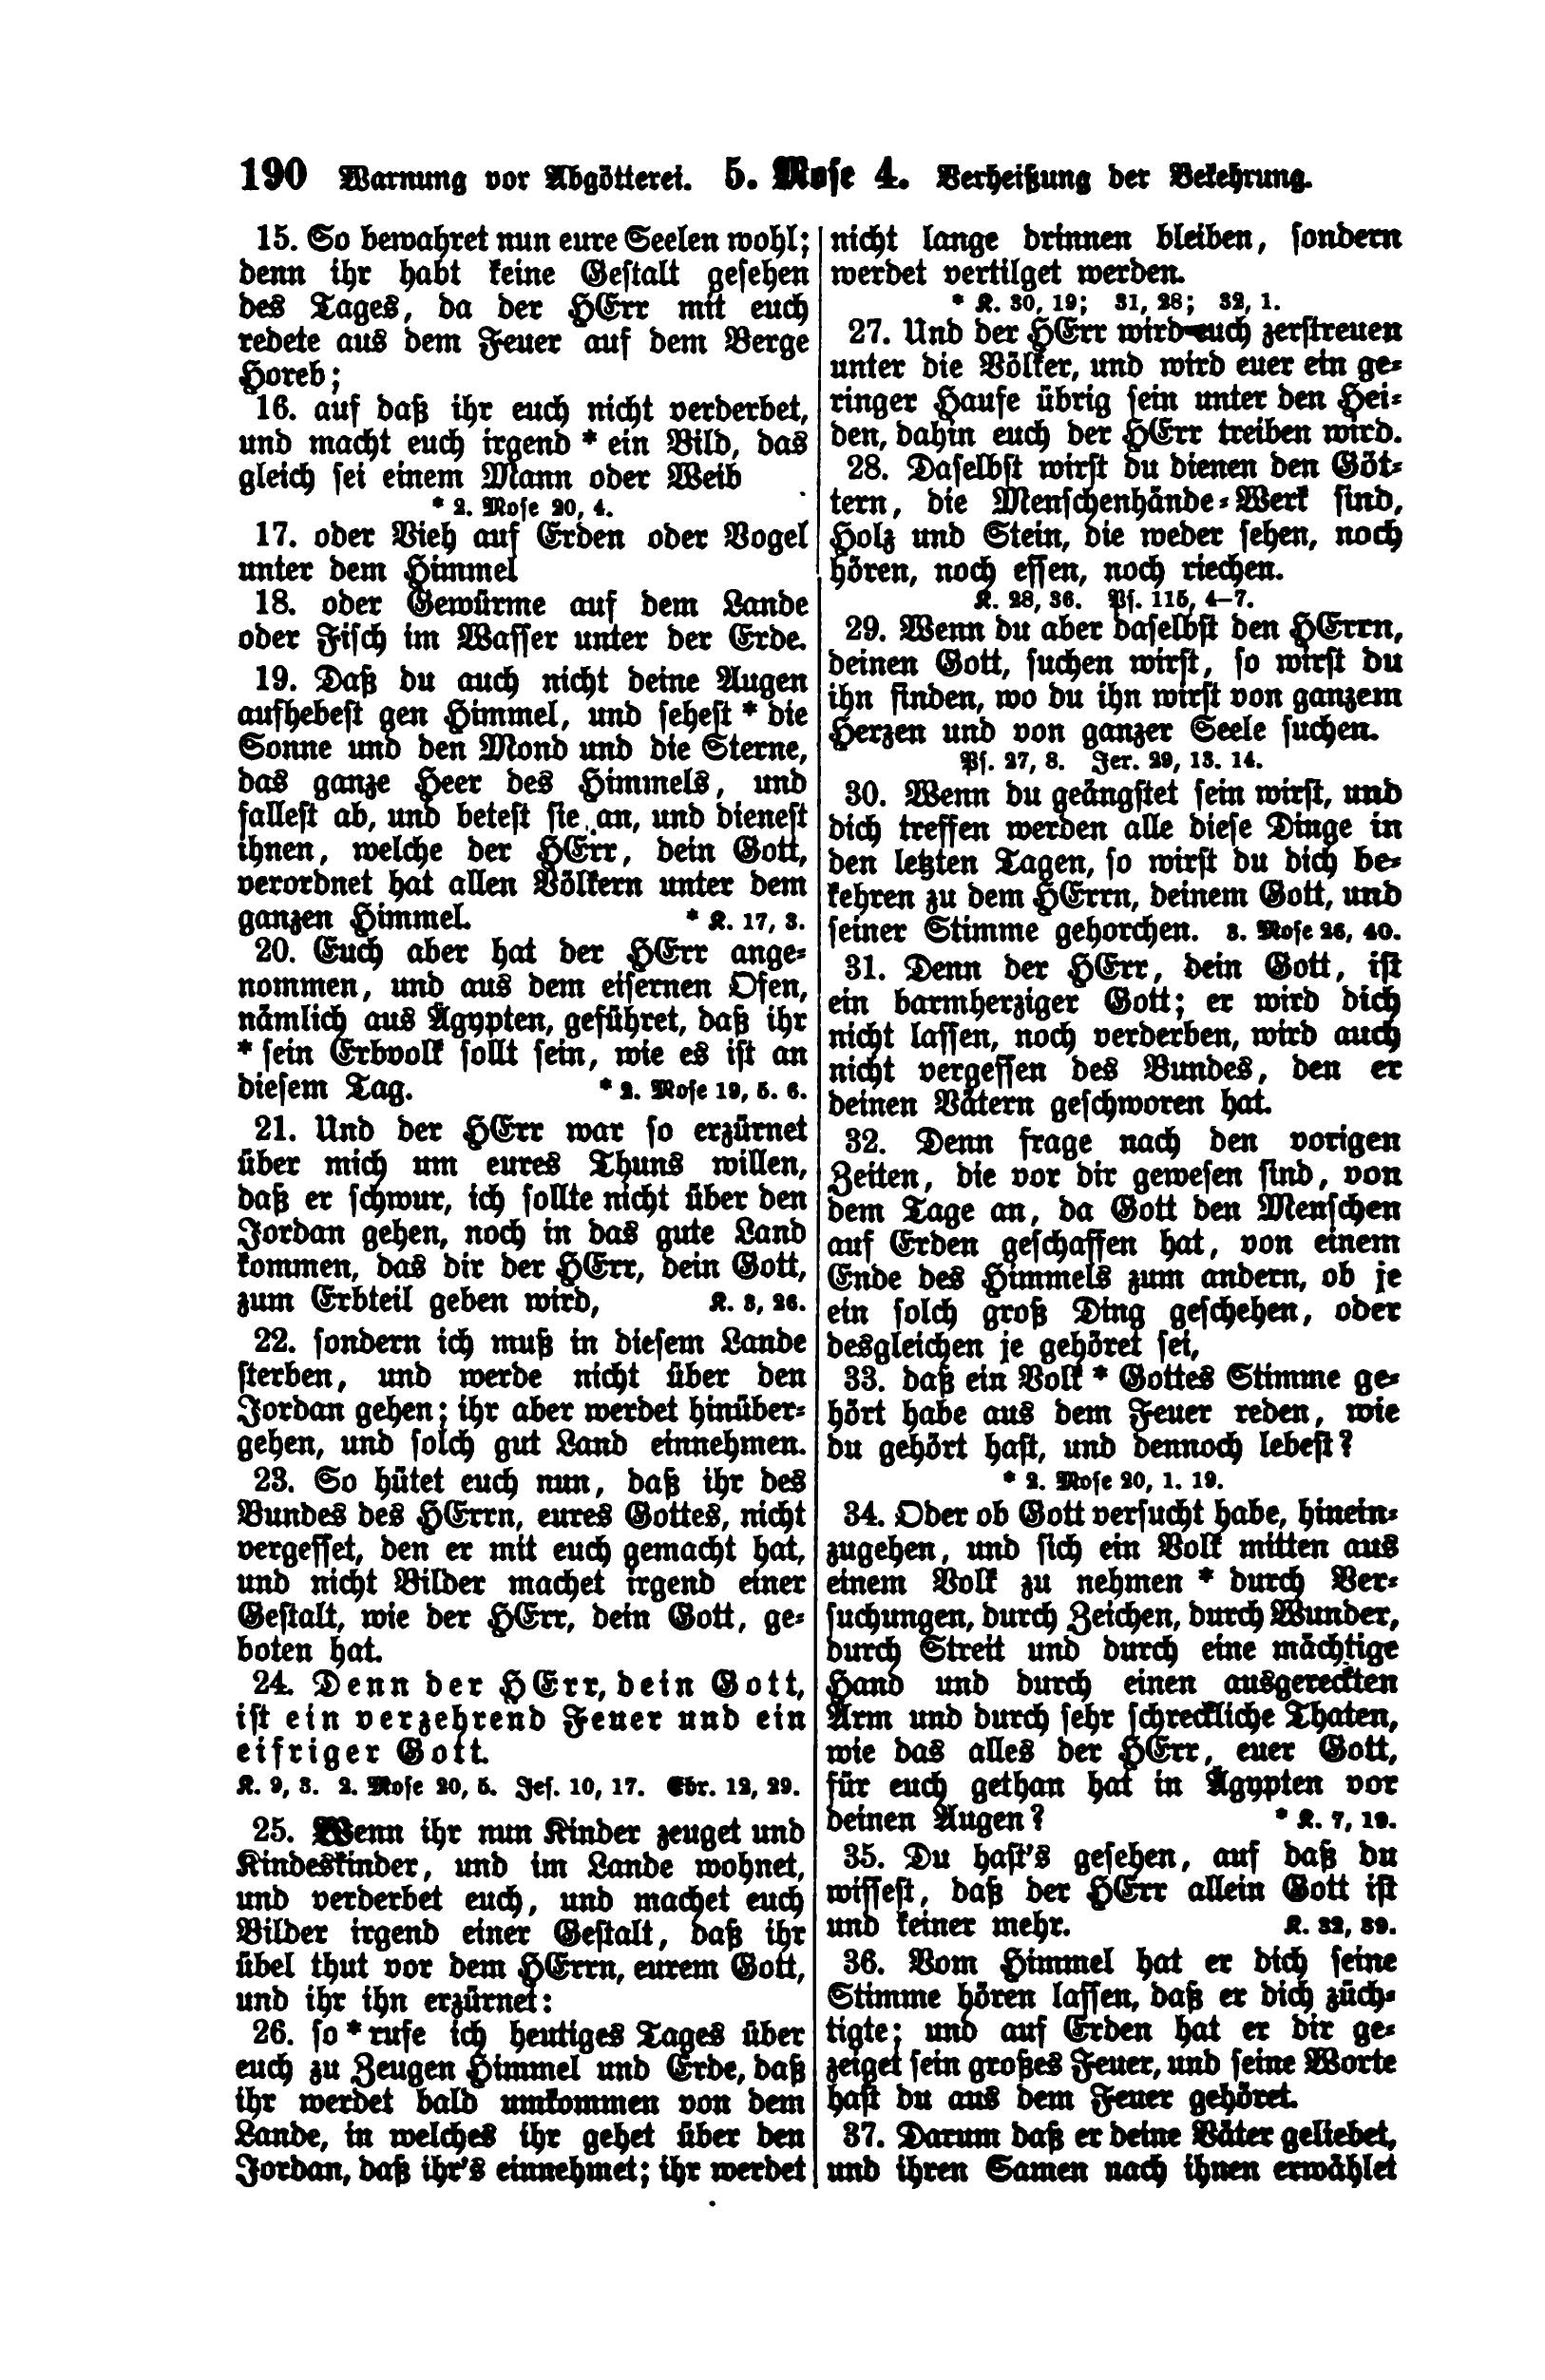 190 Warnung vor Abgötterei. 5. Mose 4. Verheißung der Bekehrung.
15. So bewahret nun eure Seelen wohl;
denn ihr habt keine Gestalt gesehen
des Tages, da der HErr mit euch
redete aus dem Feuer auf dem Berge
Horeb;
16. auf daß ihr euch nicht verderbet,
und macht euch irgend * ein Bild, das
gleich sei einem Mann oder Weib
* 2. Mose 20, 4.
17. oder Vieh auf Erden oder Vogel
unter dem Himmel
18. oder Gewürme auf dem Lande
oder Fisch im Wasser unter der Erde.
19. Daß du auch nicht deine Augen
aufhebest gen Himmel, und sehest * die
Sonne und den Mond und die Sterne,
das ganze Heer des Himmels, und
fallest ab, und betest sie an, und dienest
ihnen, welche der HErr, dein Gott,
verordnet hat allen Völkern unter dem
ganzen Himmel. * K. 17, 3.
20. Euch aber hat der HErr ange-
nommen, und aus dem eisernen Ofen,
nämlich aus Ägypten, geführet, daß ihr
* sein Erbvolk sollt sein, wie es ist an
diesem Tag. * 2. Mose 19, 5. 6.
21. Und der HErr war so erzürnet
über mich um eures Thuns willen,
daß er schwur, ich sollte nicht über den
Jordan gehen, noch in das gute Land
kommen, das dir der HErr, dein Gott,
zum Erbteil geben wird, K. 3, 26.
22. sondern ich muß in diesem Lande
sterben, und werde nicht über den
Jordan gehen; ihr aber werdet hinüber-
gehen, und solch gut Land einnehmen.
23. So hütet euch nun, daß ihr des
Bundes des HErrn, eures Gottes, nicht
vergesset, den er mit euch gemacht hat,
und nicht Bilder machet irgend einer
Gestalt, wie der HErr, dein Gott, ge-
boten hat.
24. Denn der HErr, dein Gott,
ist ein verzehrend Feuer und ein
eifriger Gott.
K. 9, 3. 2. Mose 20, 5. Jes. 10, 17. Ebr. 12, 29.
25. Wenn ihr nun Kinder zeuget und
Kindeskinder, und im Lande wohnet,
und verderbet euch, und machet euch
Bilder irgend einer Gestalt, daß ihr
übel thut vor dem HErrn, eurem Gott,
und ihr ihn erzürnet:
26. so * rufe ich heutiges Tages über
euch zu Zeugen Himmel und Erde, daß
ihr werdet bald umkommen von dem
Lande, in welches ihr gehet über den
Jordan, daß ihr's einnehmet; ihr werdet
nicht lange drinnen bleiben, sondern
werdet vertilget werden.
* K. 30, 19; 31, 28; 32, 1.
27. Und der HErr wird euch zerstreuen
unter die Völker, und wird euer ein ge-
ringer Haufe übrig sein unter den Hei-
den, dahin euch der HErr treiben wird.
28. Daselbst wirst du dienen den Göt-
tern, die Menschenhände-Werk sind,
Holz und Stein, die weder sehen, noch
hören, noch essen, noch riechen.
K. 28, 36. Ps. 115, 4–7.
29. Wenn du aber daselbst den HErrn,
deinen Gott, suchen wirst, so wirst du
ihn finden, wo du ihn wirst von ganzem
Herzen und von ganzer Seele suchen.
Ps. 27, 8. Jer. 29, 13. 14.
30. Wenn du geängstet sein wirst, und
dich treffen werden alle diese Dinge in
den letzten Tagen, so wirst du dich be-
kehren zu dem HErrn, deinem Gott, und
seiner Stimme gehorchen. 3. Mose 26, 40.
31. Denn der HErr, dein Gott, ist
ein barmherziger Gott; er wird dich
nicht lassen, noch verderben, wird auch
nicht vergessen des Bundes, den er
deinen Vätern geschworen hat.
32. Denn frage nach den vorigen
Zeiten, die vor dir gewesen sind, von
dem Tage an, da Gott den Menschen
auf Erden geschaffen hat, von einem
Ende des Himmels zum andern, ob je
ein solch groß Ding geschehen, oder
desgleichen je gehöret sei,
33. daß ein Volk * Gottes Stimme ge-
hört habe aus dem Feuer reden, wie
du gehört hast, und dennoch lebest?
* 2. Mose 20, 1. 19.
34. Oder ob Gott versucht habe, hinein-
zugehen, und sich ein Volk mitten aus
einem Volk zu nehmen * durch Ver-
suchungen, durch Zeichen, durch Wunder,
durch Streit und durch eine mächtige
Hand und durch einen ausgereckten
Arm und durch sehr schreckliche Thaten,
wie das alles der HErr, euer Gott,
für euch gethan hat in Ägypten vor
deinen Augen? * K. 7, 19.
35. Du hast's gesehen, auf daß du
wissest, daß der HErr allein Gott ist
und keiner mehr. K. 32, 39.
36. Vom Himmel hat er dich seine
Stimme hören lassen, daß er dich züch-
tigte; und auf Erden hat er dir ge-
zeiget sein großes Feuer, und seine Worte
hast du aus dem Feuer gehöret.
37. Darum daß er deine Väter geliebet,
und ihren Samen nach ihnen erwählet